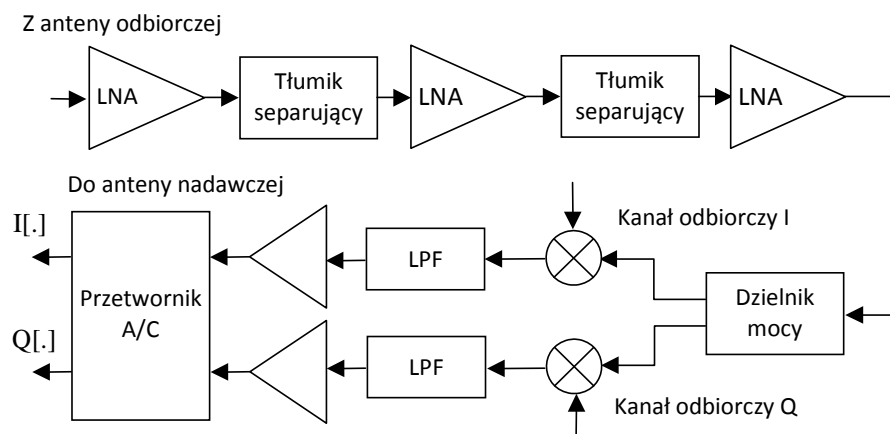 Z anteny odbiorczej
LNA
Tłumik
separujący
LNA
Tłumik
separujący
LNA
Do anteny nadawczej
I[.]
Q[.]
Przetwornik
A/C
LPF
LPF
Kanał odbiorczy I
Kanał odbiorczy Q
Dzielnik
mocy